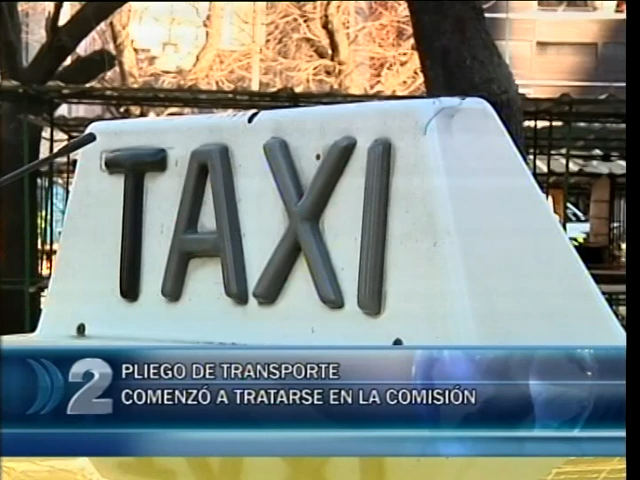 TAXI
2
PLIEGO DE TRANSPORTE
COMENZÓ A TRATARSE EN LA COMISIÓN